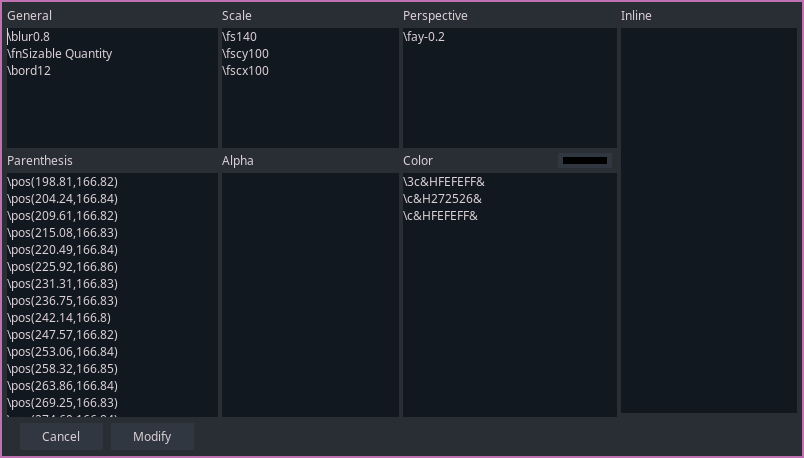 General
\blur0.8
\fnSizable Quantity
\bord12
Scale
\fs140
\fscy100
\fscx100
Perspective
\fay-0.2
Inline
Parenthesis
\pos(198.81,166.82)
\pos(204.24,166.84)
\pos(209.61,166.82)
\pos(215.08,166.83)
\pos(220.49,166.84)
\pos(225.92,166.86)
\pos(231.31,166.83)
\pos(236.75,166.83)
\pos(242.14,166.8)
\pos(247.57,166.82)
\pos(253.06,166.84)
\pos(258.32,166.85)
\pos(263.86,166.84)
\pos(269.25,166.83)
Alpha
Color
\3c&HFEFEFF&
\c&H272526&
\c&HFEFEFF&
Cancel
Modify